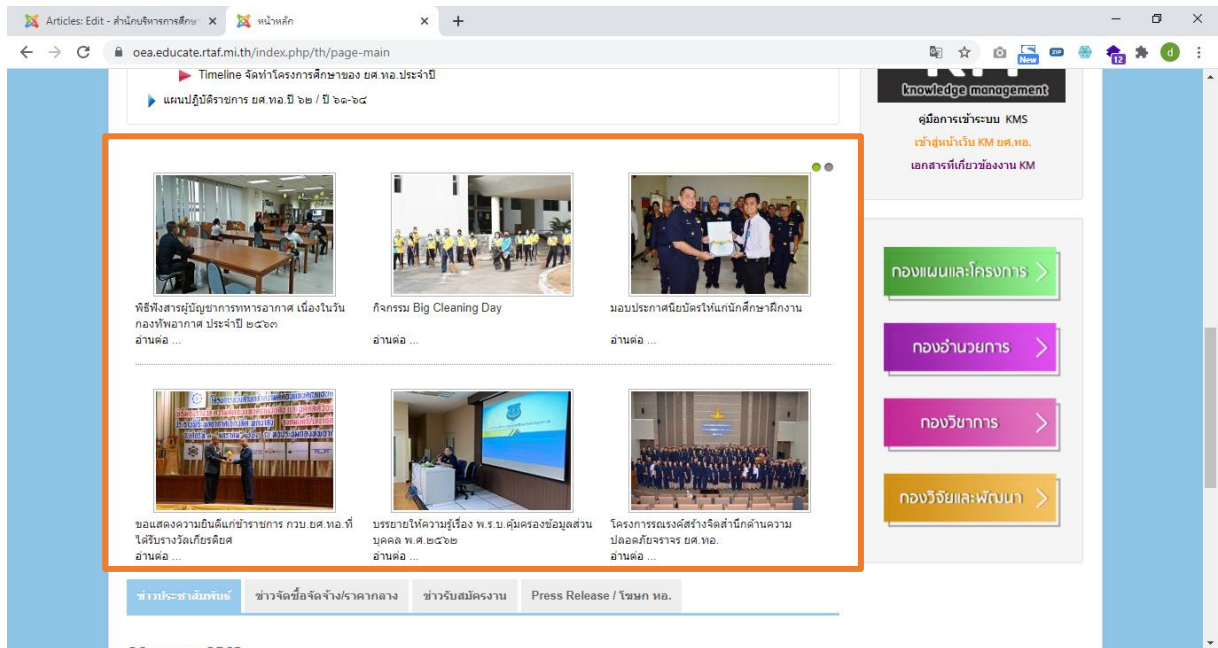 Articles: Edit - สำนักบริหารการศึกษา
หน้าหลัก
oea.educate.rtaf.mi.th/index.php/th/page-main
New
ZIP
12
d
Timeline จัดทำโครงการศึกษาของ ยศ.ทอ.ประจำปี
แผนปฏิบัติราชการ ยศ.ทอ.ปี ๖๒ / ปี ๖๑-๖๔
knowledge management
คู่มือการเข้าระบบ KMS
เข้าสู่หน้าเว็บ KM ยศ.ทอ.
เอกสารที่เกี่ยวข้องงาน KM
พิธีฟังสารผู้บัญชาการทหารอากาศ เนื่องในวัน
กองทัพอากาศ ประจำปี ๒๕๖๓
อ่านต่อ ...
กิจกรรม Big Cleaning Day
อ่านต่อ ...
มอบประกาศนียบัตรให้แก่นักศึกษาฝึกงาน
อ่านต่อ ...
ขอแสดงความยินดีแก่ข้าราชการ กวบ.ยศ.ทอ.ที่
ได้รับรางวัลเกียรติยศ
อ่านต่อ ...
บรรยายให้ความรู้เรื่อง พ.ร.บ.คุ้มครองข้อมูลส่วน
บุคคล พ.ศ.๒๕๖๒
อ่านต่อ ...
โครงการรณรงค์สร้างจิตสำนึกด้านความ
ปลอดภัยจราจร ยศ.ทอ.
อ่านต่อ ...
กองแผนและโครงการ
กองอำนวยการ
กองวิชาการ
กองวิจัยและพัฒนา
ข่าวประชาสัมพันธ์
ข่าวจัดซื้อจัดจ้าง/ราคากลาง
ข่าวรับสมัครงาน
Press Release / โฆษก ทอ.